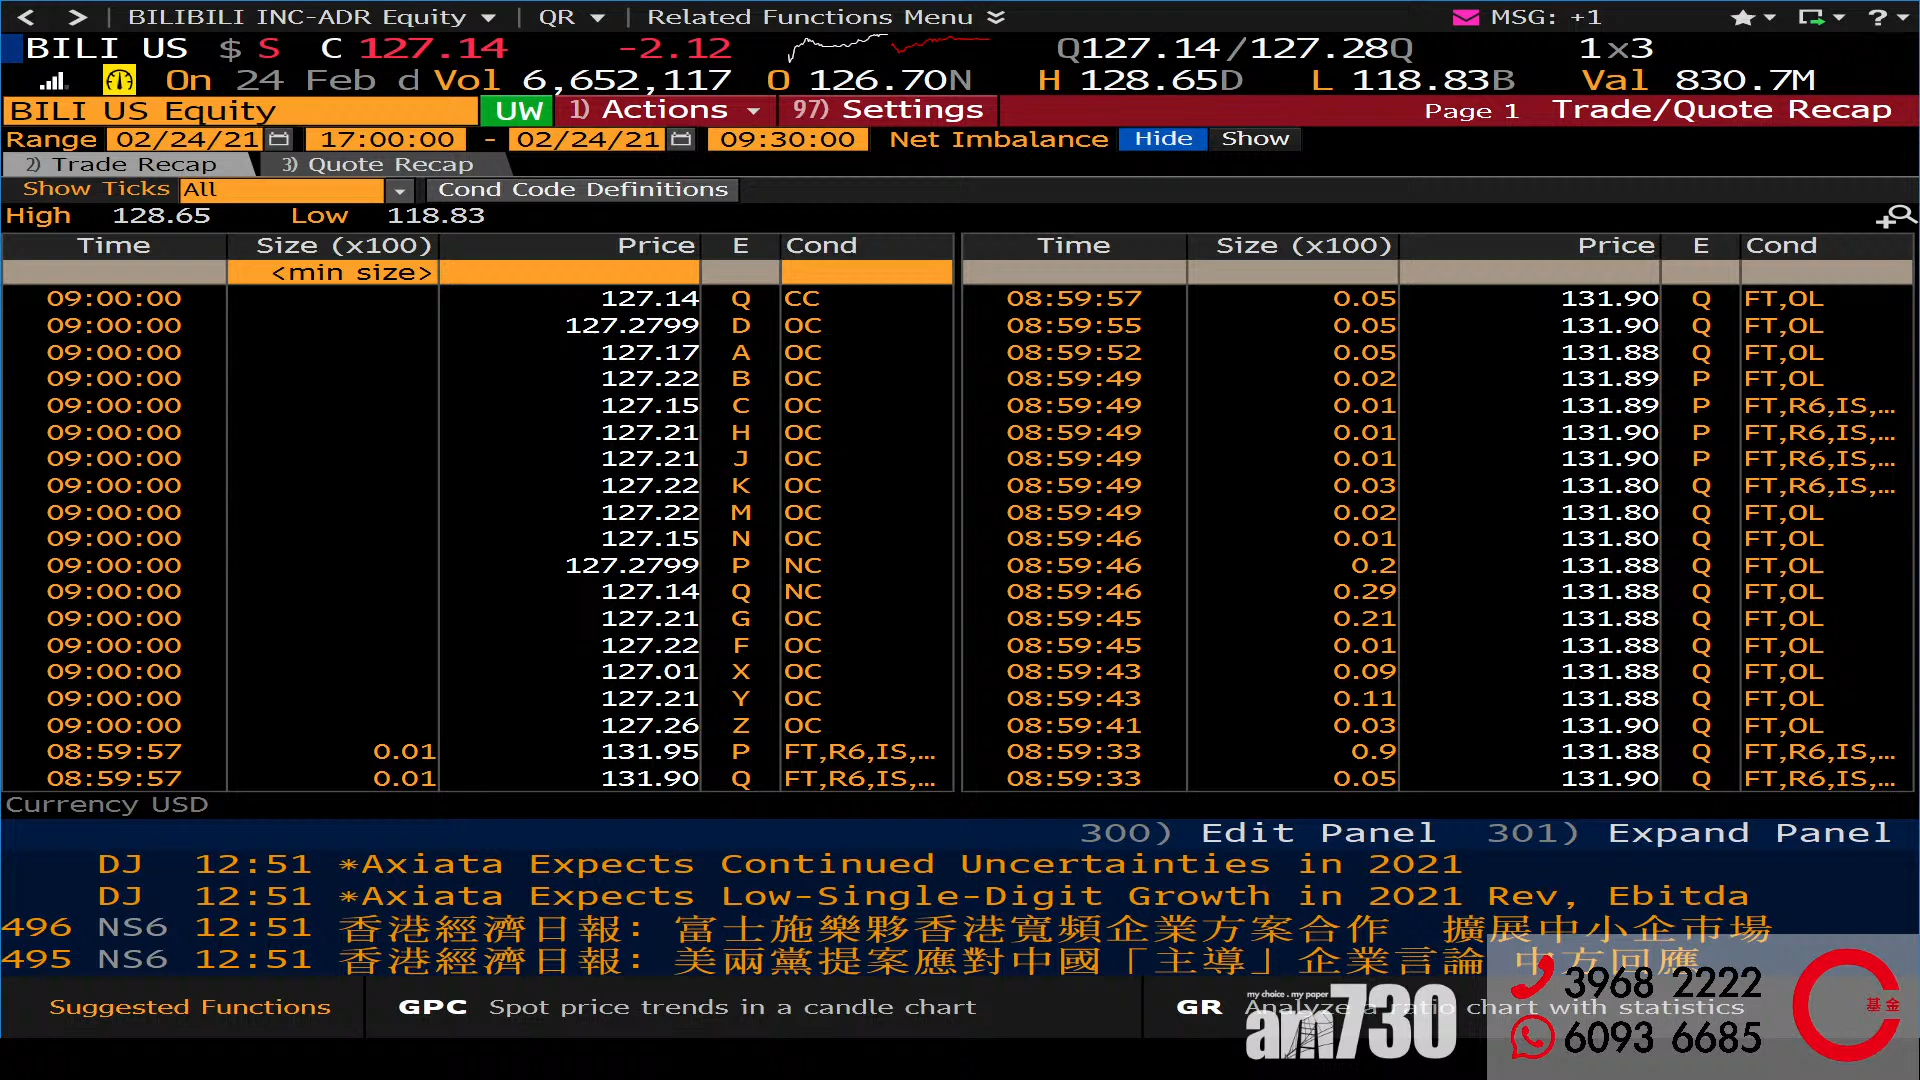 < > BILIBILI INC-ADR Equity QR Related Functions Menu MSG: +1 ?
BILI US $ S C 127.14 -2.12 Q127.14/127.28Q 1x3
On 24 Feb d Vol 6,652,117 O 126.70N H 128.65D L 118.83B Val 830.7M
BILI US Equity UW 1) Actions 97) Settings Page 1 Trade/Quote Recap
Range 02/24/21 17:00:00 - 02/24/21 09:30:00 Net Imbalance Hide Show
2) Trade Recap 3) Quote Recap
Show Ticks All Cond Code Definitions
High 128.65 Low 118.83
Time Size (x100) Price E Cond Time Size (x100) Price E Cond
<min size>
09:00:00 127.14 Q CC 08:59:57 0.05 131.90 Q FT,OL
09:00:00 127.2799 D OC 08:59:55 0.05 131.90 Q FT,OL
09:00:00 127.17 A OC 08:59:52 0.05 131.88 Q FT,OL
09:00:00 127.22 B OC 08:59:49 0.02 131.89 P FT,OL
09:00:00 127.15 C OC 08:59:49 0.01 131.89 P FT,R6,IS,...
09:00:00 127.21 H OC 08:59:49 0.01 131.90 P FT,R6,IS,...
09:00:00 127.21 J OC 08:59:49 0.01 131.90 P FT,R6,IS,...
09:00:00 127.22 K OC 08:59:49 0.03 131.80 Q FT,R6,IS,...
09:00:00 127.22 M OC 08:59:49 0.02 131.80 Q FT,OL
09:00:00 127.15 N OC 08:59:46 0.01 131.80 Q FT,OL
09:00:00 127.2799 P NC 08:59:46 0.2 131.88 Q FT,OL
09:00:00 127.14 Q NC 08:59:46 0.29 131.88 Q FT,OL
09:00:00 127.21 G OC 08:59:45 0.21 131.88 Q FT,OL
09:00:00 127.22 F OC 08:59:45 0.01 131.88 Q FT,OL
09:00:00 127.01 X OC 08:59:43 0.09 131.88 Q FT,OL
09:00:00 127.21 Y OC 08:59:43 0.11 131.88 Q FT,OL
09:00:00 127.26 Z OC 08:59:41 0.03 131.90 Q FT,OL
08:59:57 0.01 131.95 P FT,R6,IS,... 08:59:33 0.9 131.88 Q FT,R6,IS,...
08:59:57 0.01 131.90 Q FT,R6,IS,... 08:59:33 0.05 131.90 Q FT,R6,IS,...
Currency USD
300) Edit Panel 301) Expand Panel
DJ 12:51 *Axiata Expects Continued Uncertainties in 2021
DJ 12:51 *Axiata Expects Low-Single-Digit Growth in 2021 Rev, Ebitda
496 NS6 12:51 香港經濟日報: 富士施樂夥香港寬頻企業方案合作 擴展中小企市場
495 NS6 12:51 香港經濟日報: 美兩黨提案應對中國「主導」企業言論 中方回應
Suggested Functions GPC Spot price trends in a candle chart GR Analyze a ratio chart with statistics
my choice . my paper
am730
3968 2222
6093 6685
基金